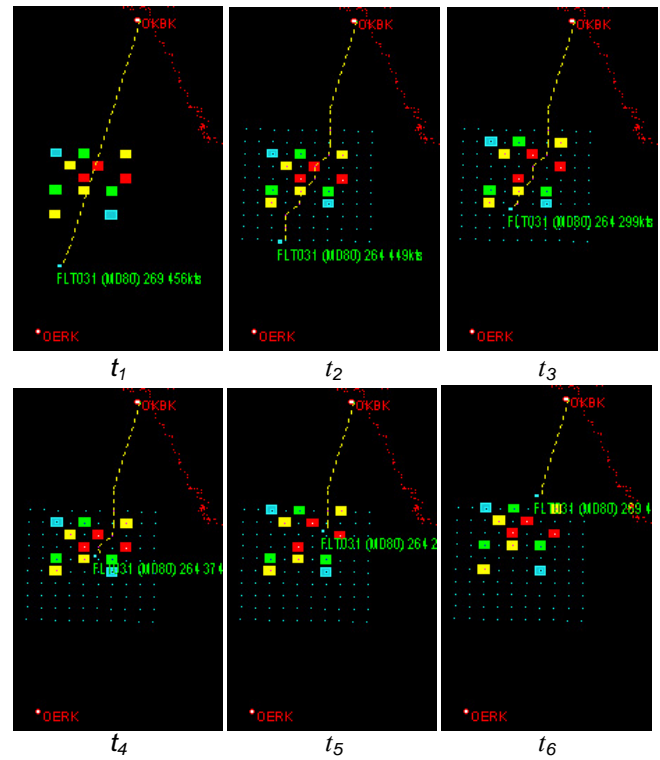 OKBK
FLT031 (MD80) 269 456kts
OERK
t1
OKBK
FLT031 (MD80) 264 449kts
OERK
t2
OKBK
FLT031 (MD80) 264 299kts
OERK
t3
OKBK
FLT031 (MD80) 264 374
OERK
t4
OKBK
FLT031 (MD80) 264 2
OERK
t5
OKBK
FLT031 (MD80) 269 4
OERK
t6